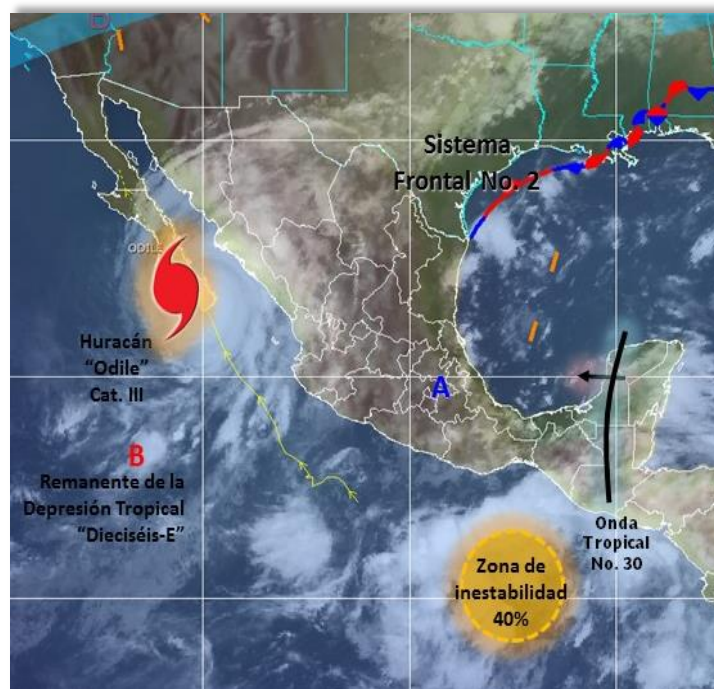 Sistema
Frontal No. 2
ODILE
Huracán
“Odile”
Cat. III
A
B
Remanente de la
Depresión Tropical
“Dieciséis-E”
Zona de
inestabilidad
40%
Onda
Tropical
No. 30